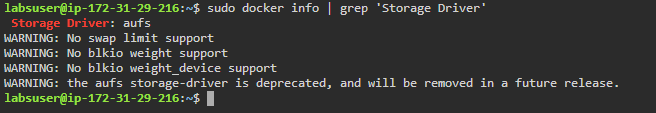 labsuser@ip-172-31-29-216:~$ sudo docker info | grep 'Storage Driver'
 Storage Driver: aufs
WARNING: No swap limit support
WARNING: No blkio weight support
WARNING: No blkio weight_device support
WARNING: the aufs storage-driver is deprecated, and will be removed in a future release.
labsuser@ip-172-31-29-216:~$